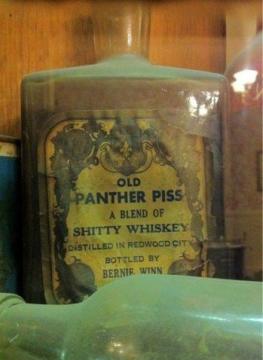 OLD
PANTHER PISS
A BLEND OF
SHITTY WHISKEY
DISTILLED IN REDWOOD CITY
BOTTLED BY
BERNIE WINN